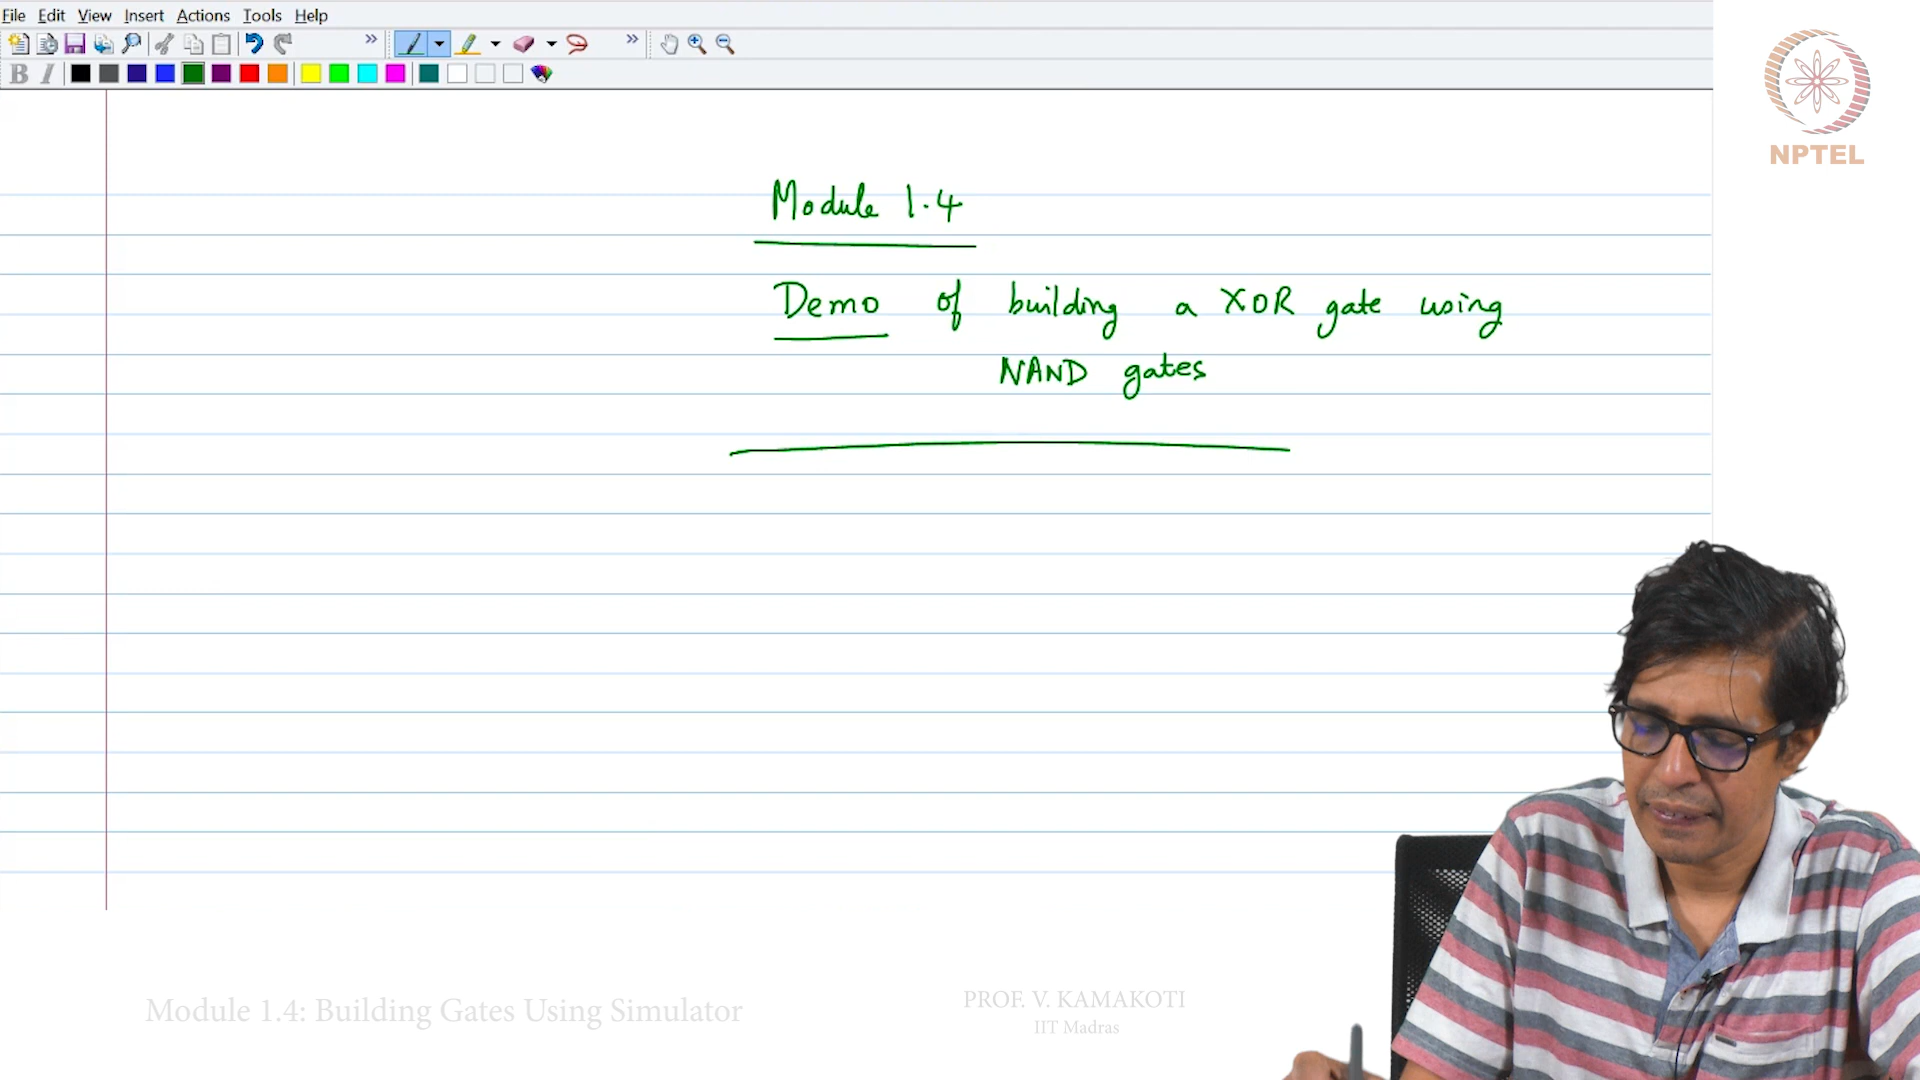 File Edit View Insert Actions Tools Help
B I
NPTEL
Module 1.4
Demo of building a XOR gate using
NAND gates
Module 1.4: Building Gates Using Simulator
PROF. V. KAMAKOTI
IIT Madras